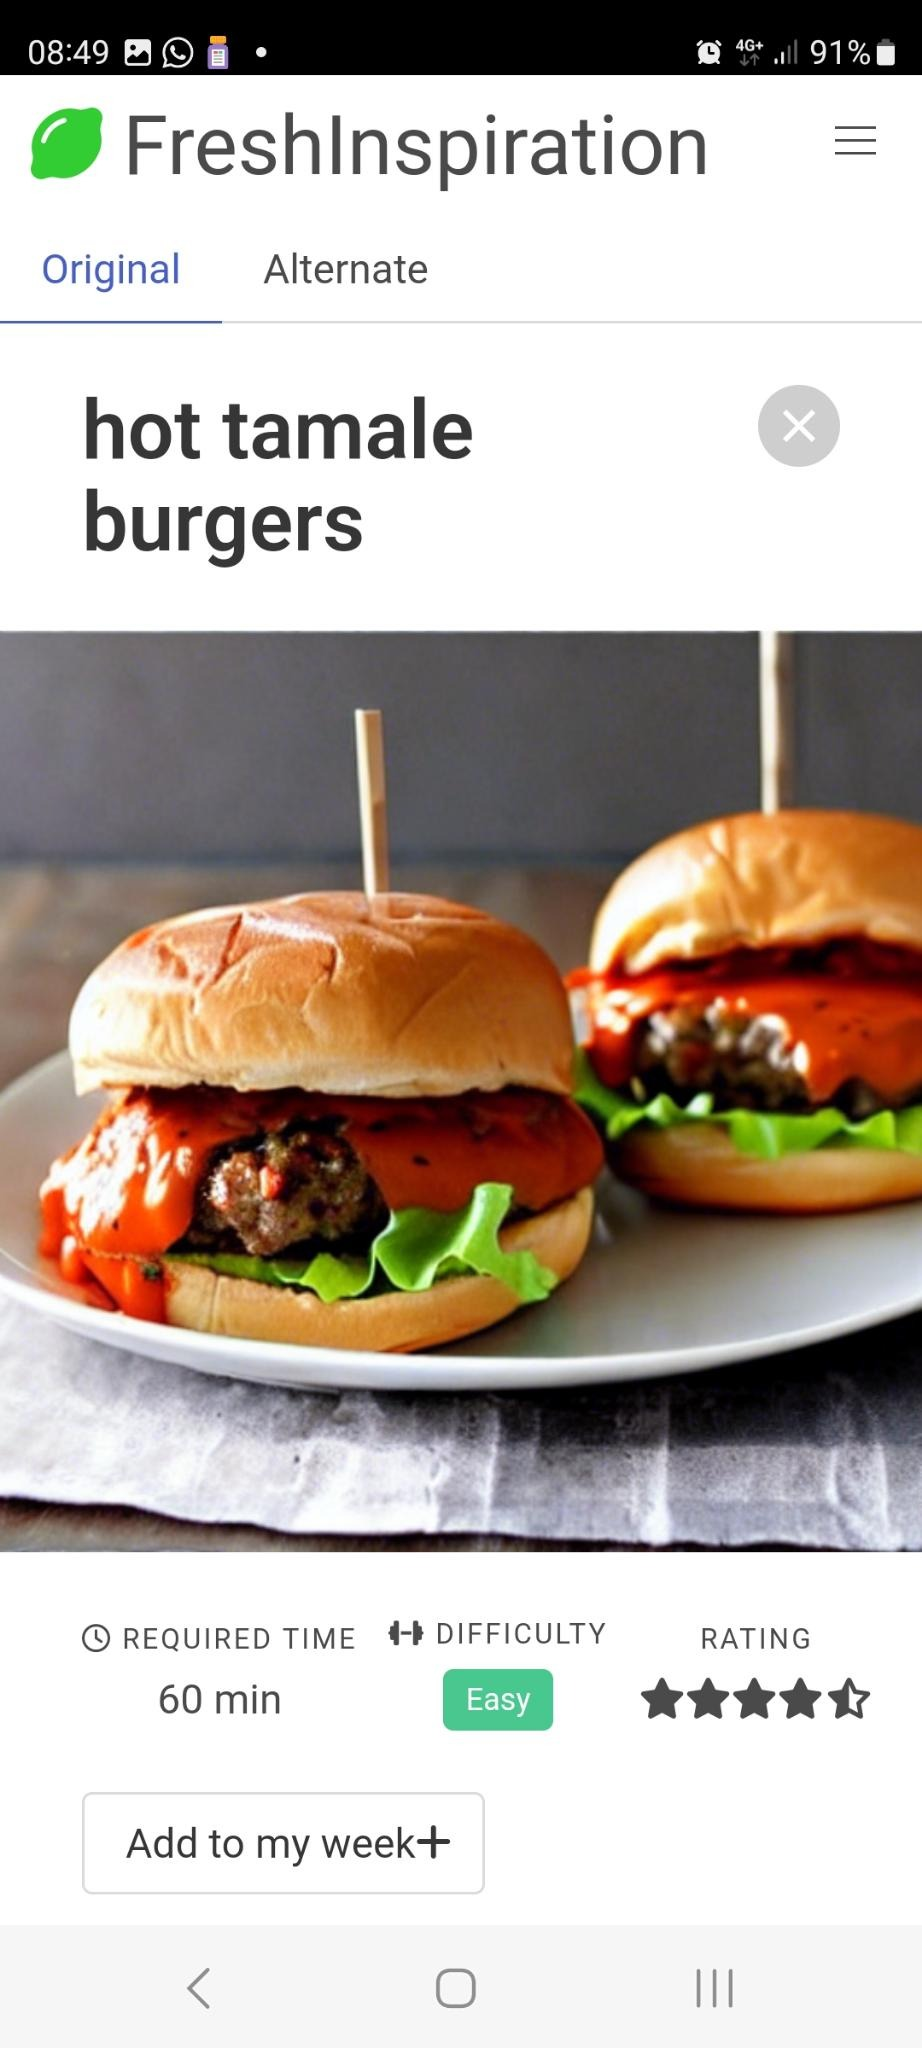 08:49 4G+ 91%
FreshInspiration
Original Alternate
hot tamale
burgers
REQUIRED TIME DIFFICULTY RATING
60 min Easy
Add to my week+